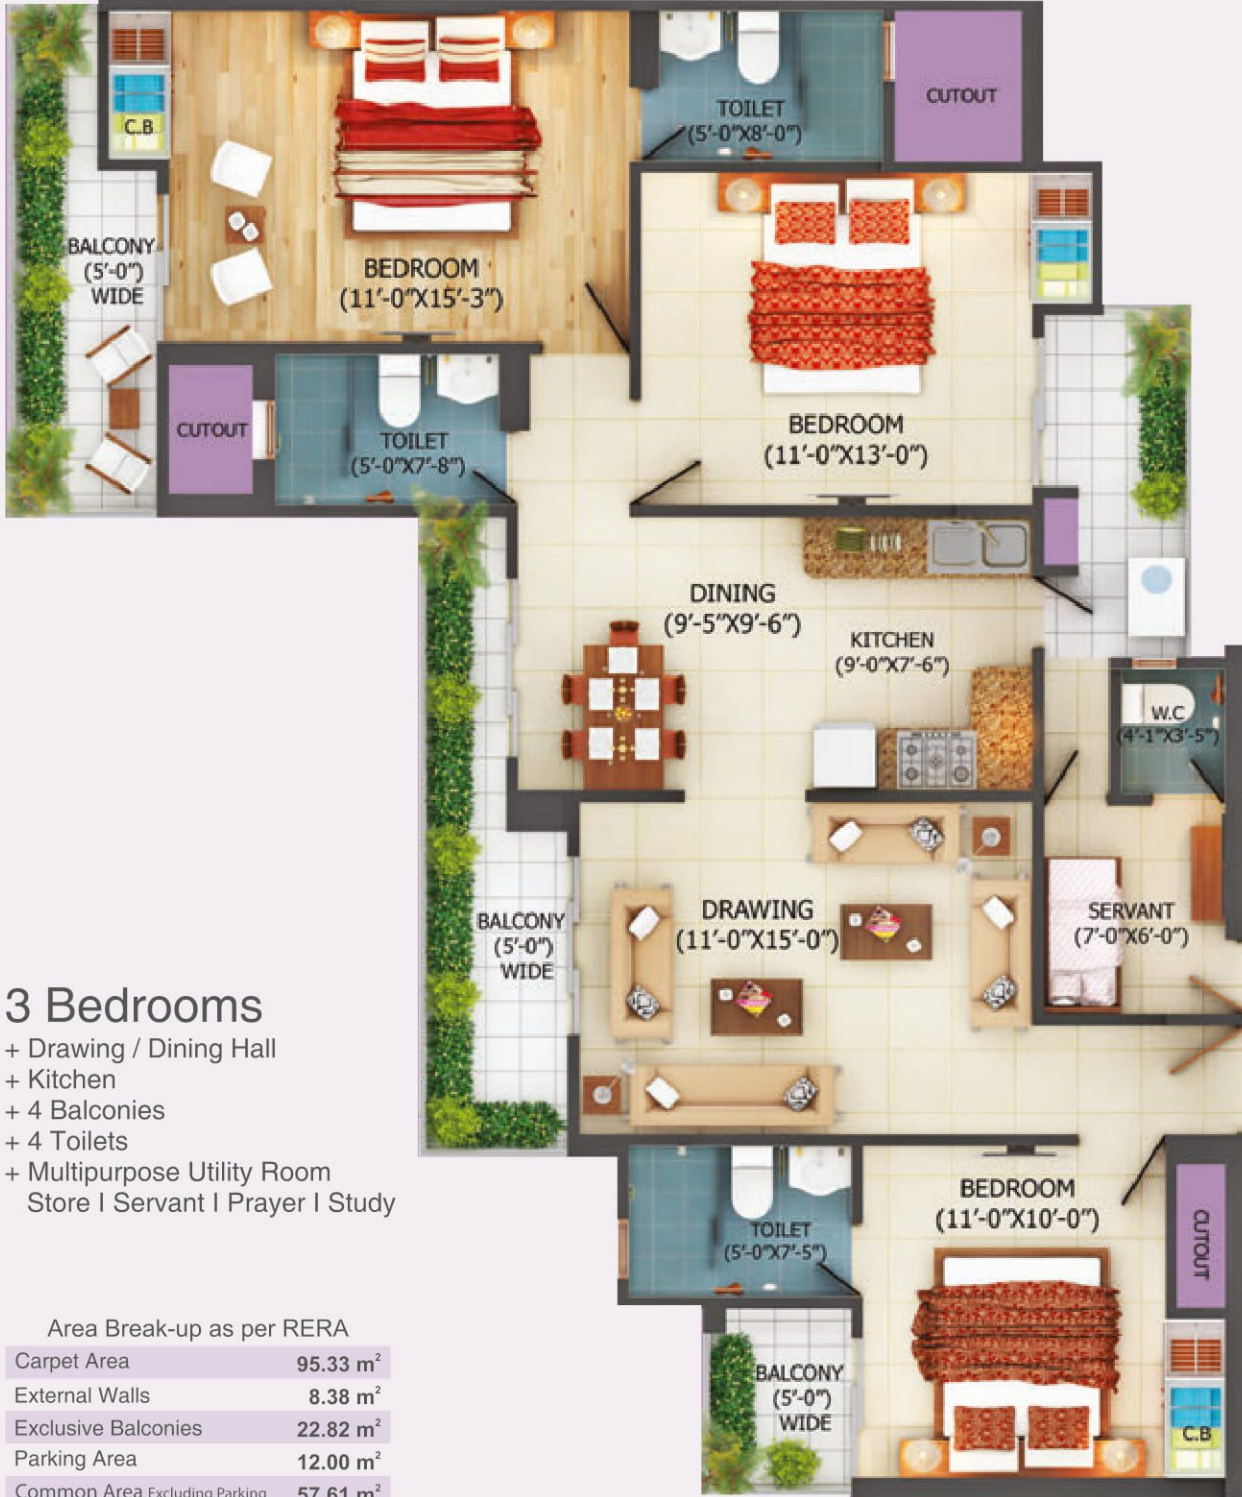 TOILET
(5'-0"X8'-0")
CUTOUT
C.B
BALCONY
(5'-0")
WIDE
BEDROOM
(11'-0"X15'-3")
BEDROOM
(11'-0"X13'-0")
CUTOUT
TOILET
(5'-0"X7'-8")
DINING
(9'-5"X9'-6")
KITCHEN
(9'-0"X7'-6")
W.C
(4'-1"X3'-5")
BALCONY
(5'-0")
WIDE
DRAWING
(11'-0"X15'-0")
SERVANT
(7'-0"X6'-0")
3 Bedrooms
+ Drawing / Dining Hall
+ Kitchen
+ 4 Balconies
+ 4 Toilets
+ Multipurpose Utility Room
Store I Servant I Prayer I Study
TOILET
(5'-0"X7'-5")
BEDROOM
(11'-0"X10'-0")
CUTOUT
BALCONY
(5'-0")
WIDE
C.B
Area Break-up as per RERA
Carpet Area 95.33 m²
External Walls 8.38 m²
Exclusive Balconies 22.82 m²
Parking Area 12.00 m²
Common Area Excluding Parking 57.61 m²